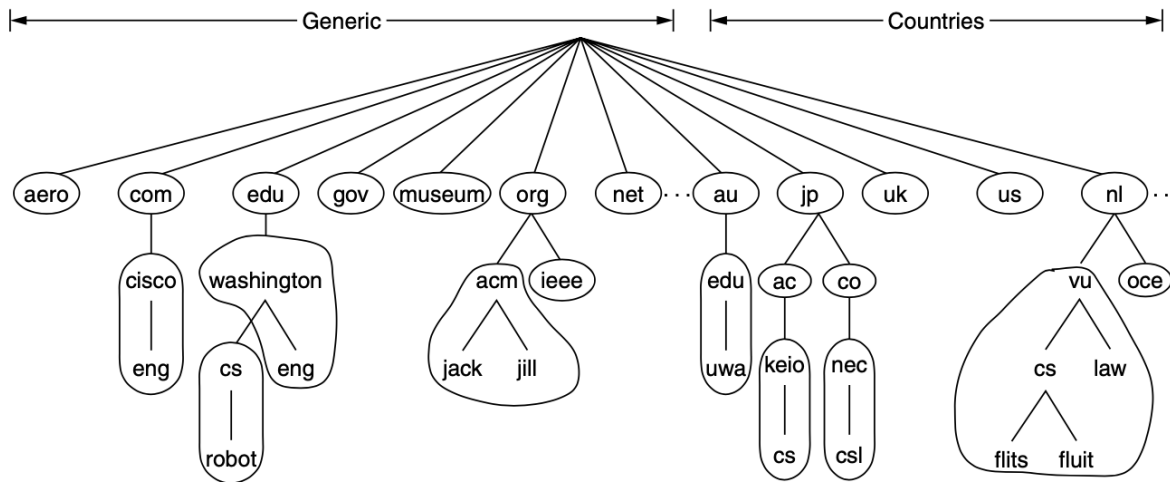 Generic Countries
aero com edu gov museum org net ... au jp uk us nl ...
cisco washington acm ieee edu ac co vu oce
eng cs eng jack jill uwa keio nec cs law
robot cs csl flits fluit